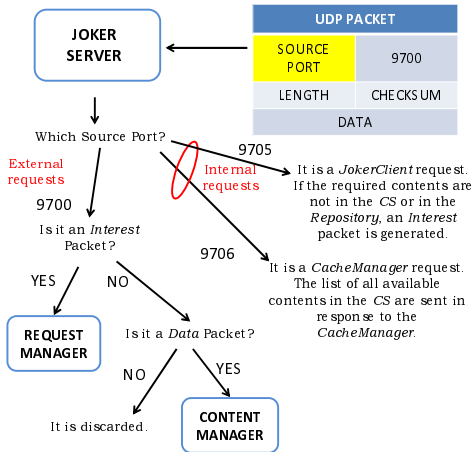 JOKER
SERVER
UDP PACKET
SOURCE
PORT
9700
LENGTH
CHECKSUM
DATA
Which Source Port?
External
requests
9705
Internal
requests
It is a JokerClient request.
If the required contents are
not in the CS or in the
Repository, an Interest
packet is generated.
9700
Is it an Interest
Packet?
9706
It is a CacheManager request.
The list of all available
contents in the CS are sent in
response to the
CacheManager.
YES
NO
REQUEST
MANAGER
Is it a Data Packet?
NO
YES
It is discarded.
CONTENT
MANAGER